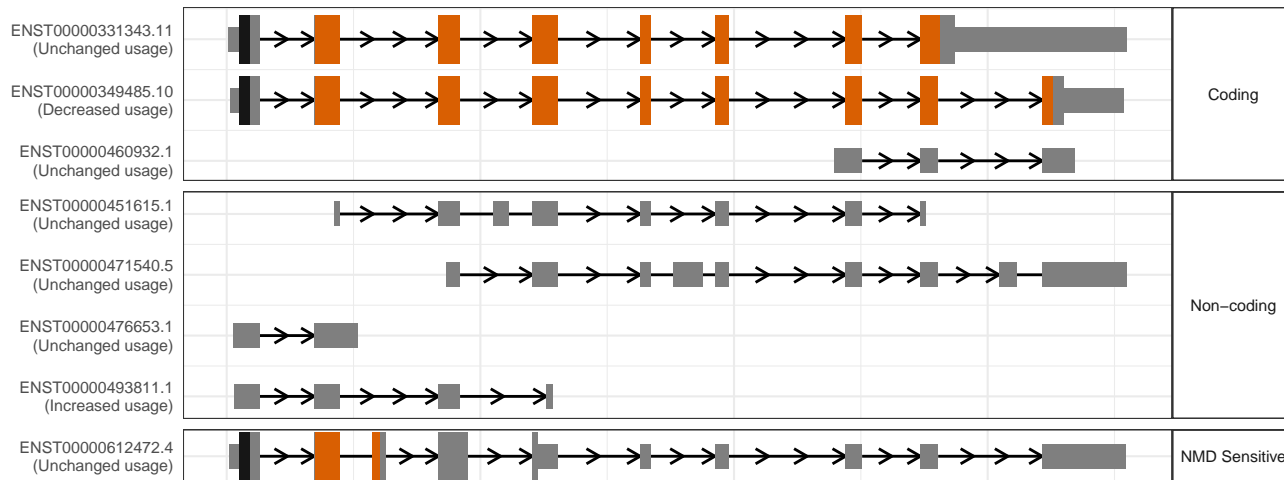 ENST00000331343.11
(Unchanged usage)
ENST00000349485.10
(Decreased usage)
ENST00000460932.1
(Unchanged usage)
Coding
ENST00000451615.1
(Unchanged usage)
ENST00000471540.5
(Unchanged usage)
ENST00000476653.1
(Unchanged usage)
ENST00000493811.1
(Increased usage)
Non−coding
ENST00000612472.4
(Unchanged usage)
NMD Sensitive